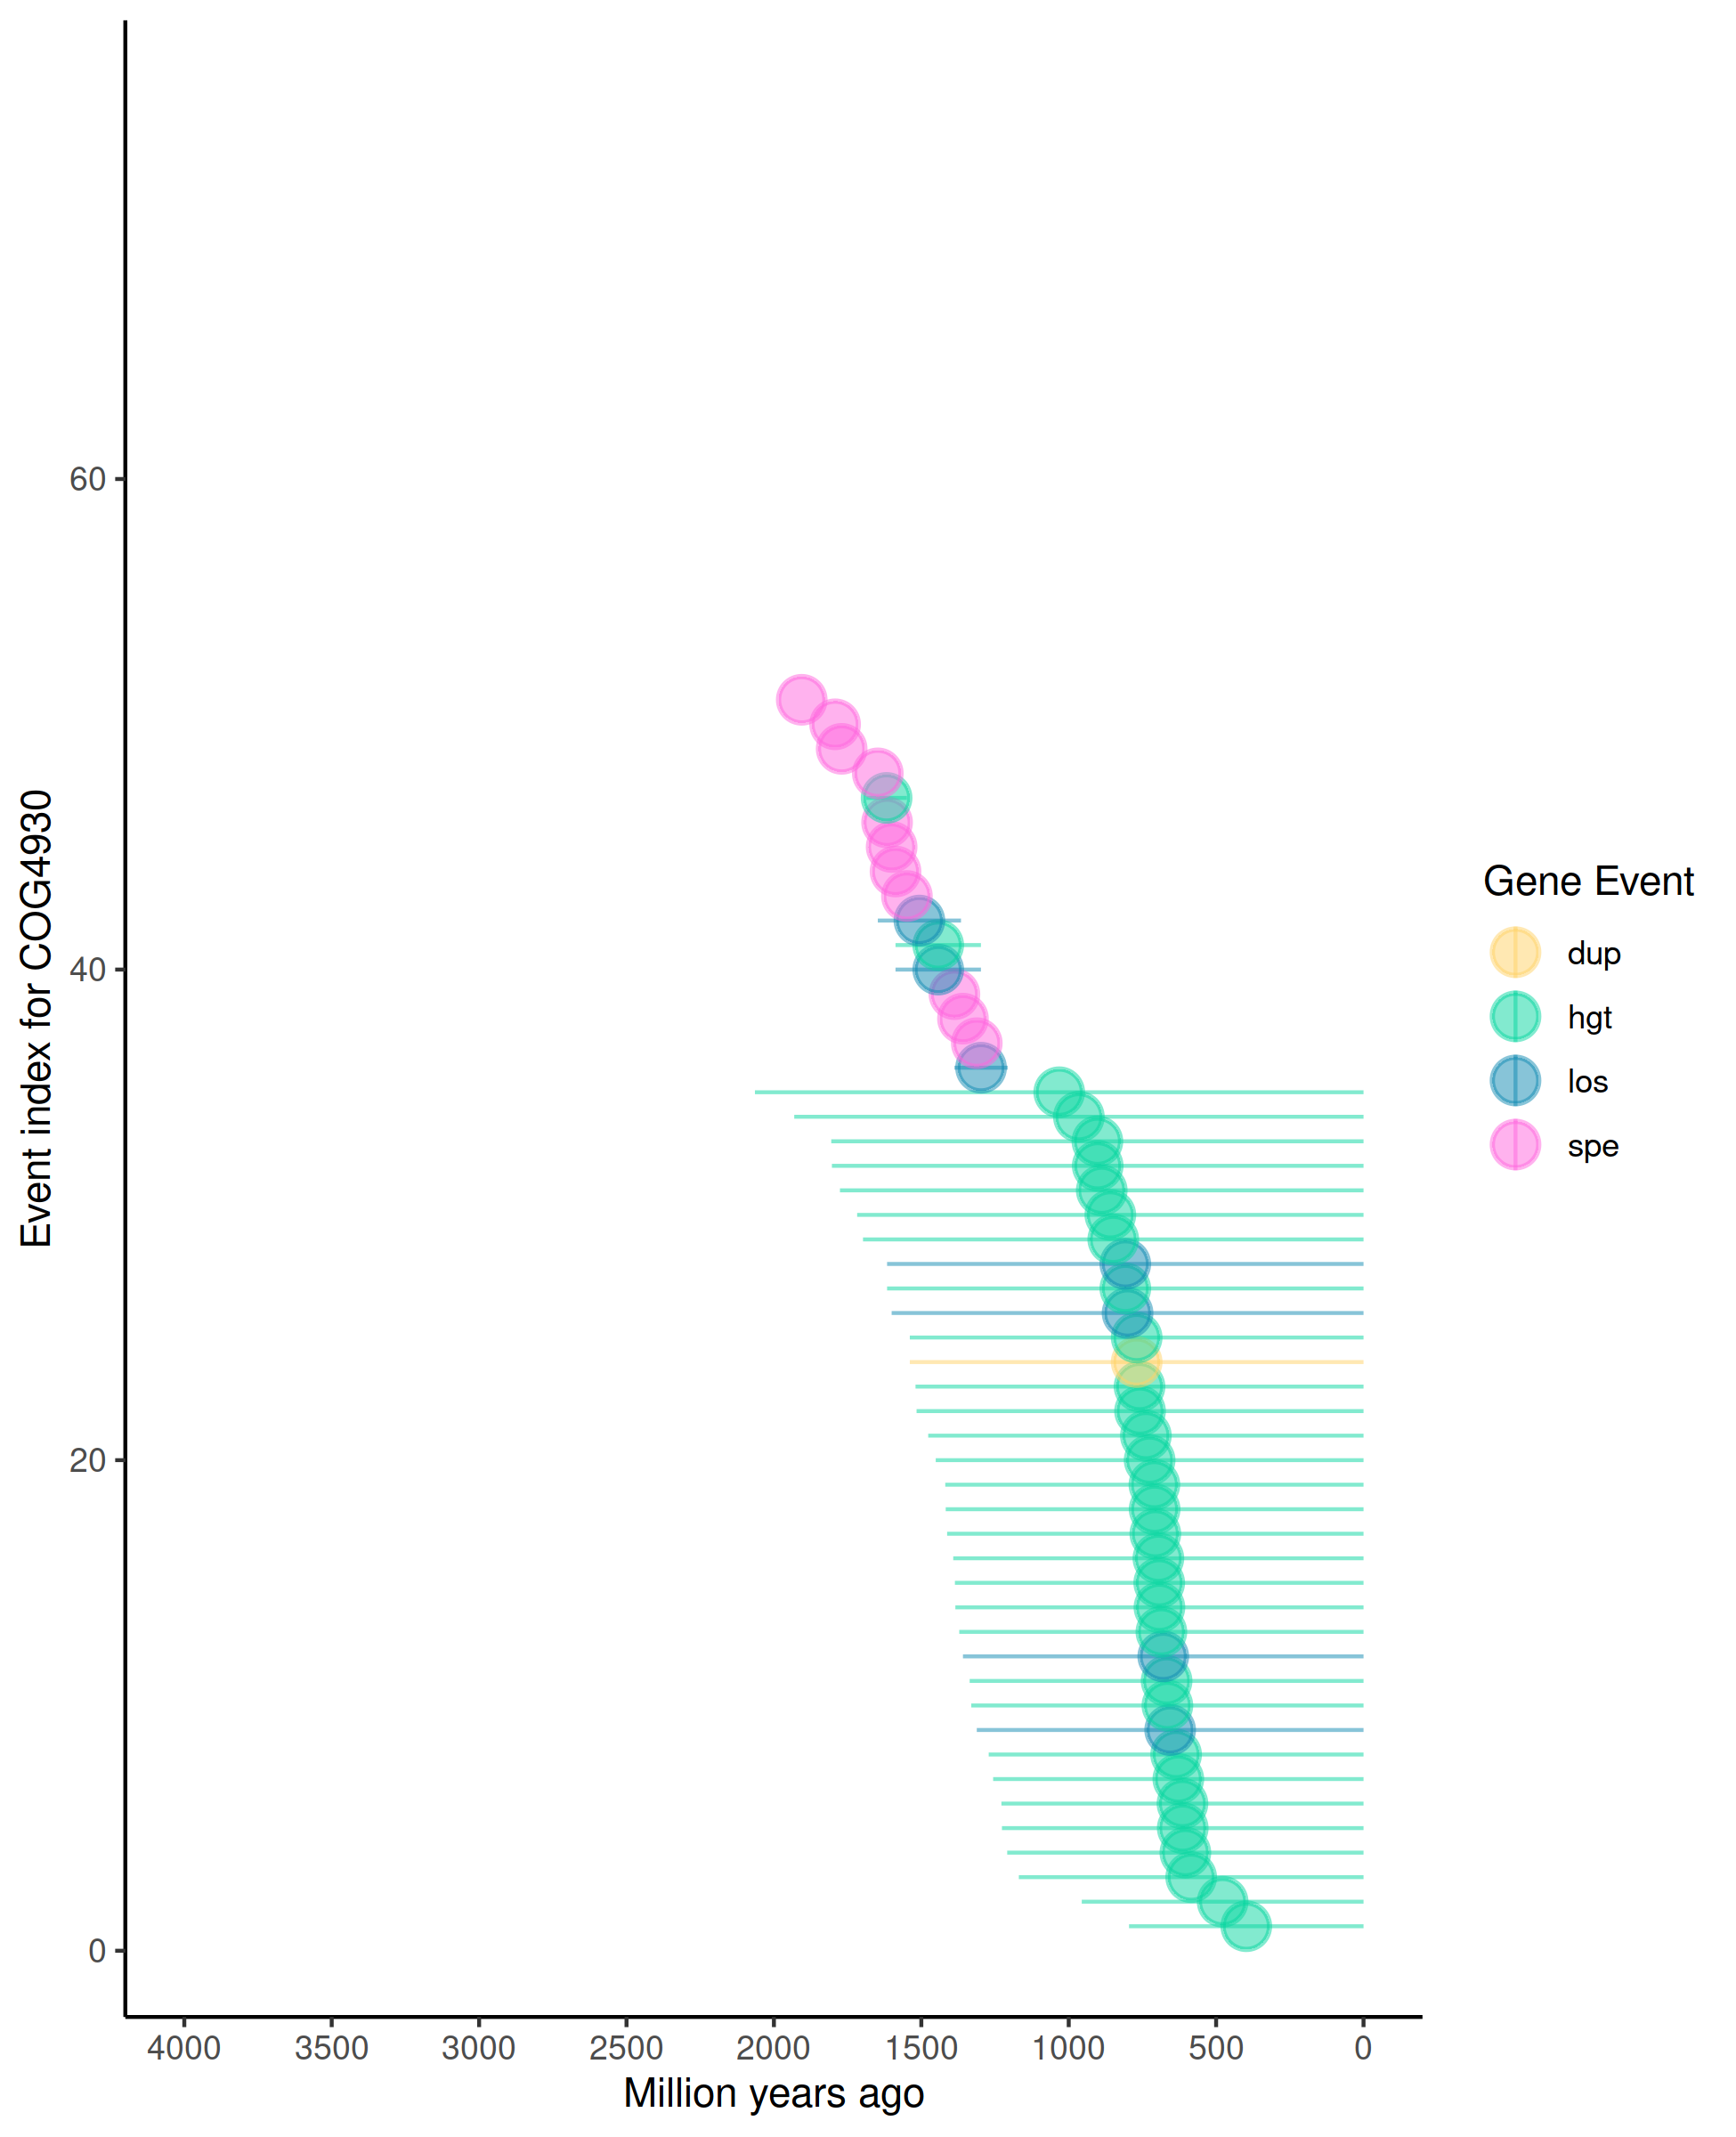 Event index for COG4930
60
40
20
0
4000 3500 3000 2500 2000 1500 1000 500 0
Million years ago
Gene Event
dup
hgt
los
spe